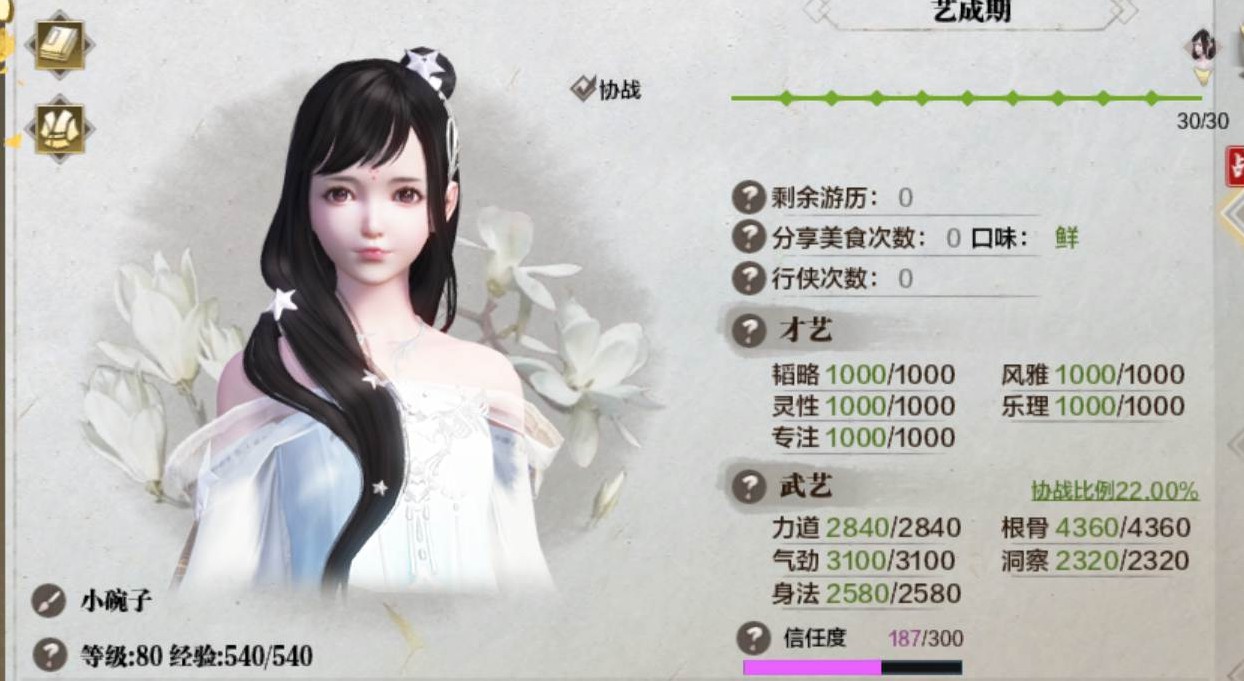 艺成期
协战
30/30
剩余游历： 0
分享美食次数： 0 口味： 鲜
行侠次数： 0
才艺
韬略 1000/1000 风雅 1000/1000
灵性 1000/1000 乐理 1000/1000
专注 1000/1000
武艺 协战比例22.00%
力道 2840/2840 根骨 4360/4360
气劲 3100/3100 洞察 2320/2320
身法 2580/2580
小碗子
信任度 187/300
等级:80 经验:540/540